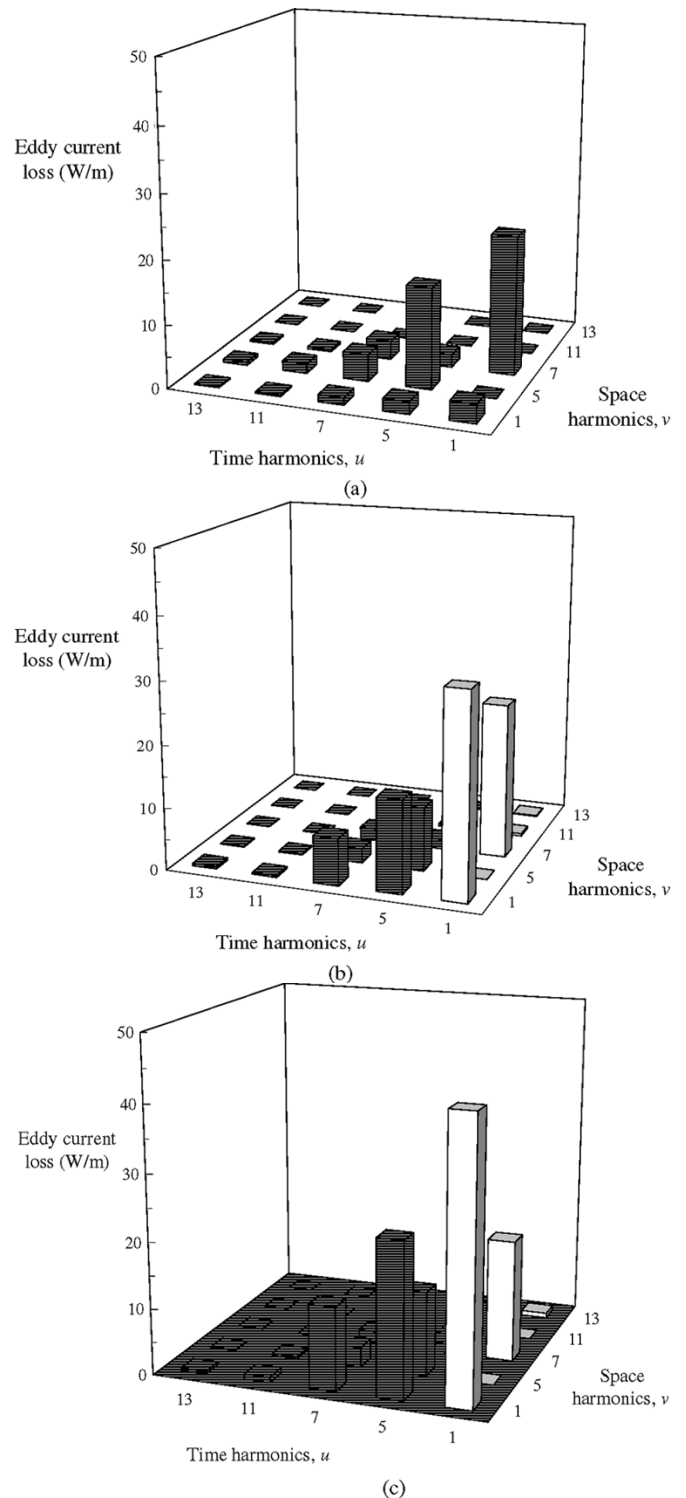 50
40
Eddy current
loss (W/m)
30
20
10
0
13
11
7
5
1
Time harmonics, u
13
11
7
5
1
Space
harmonics, v
(a)
50
40
Eddy current
loss (W/m)
30
20
10
0
13
11
7
5
1
Time harmonics, u
13
11
7
5
1
Space
harmonics, v
(b)
50
40
Eddy current
loss (W/m)
30
20
10
0
13
11
7
5
1
Time harmonics, u
13
11
7
5
1
Space
harmonics, v
(c)